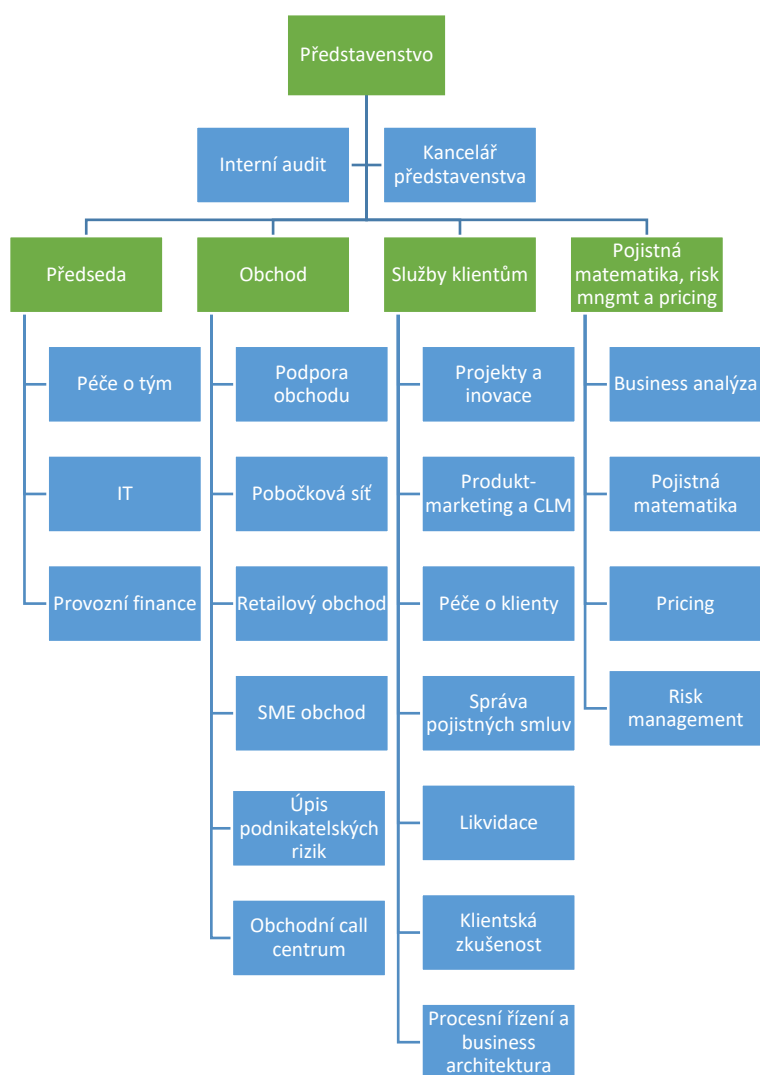 Představenstvo
Interní audit
Kancelář
představenstva
Předseda
Obchod
Služby klientům
Pojistná
matematika, risk
mngmt a pricing
Péče o tým
IT
Provozní finance
Podpora
obchodu
Pobočková síť
Retailový obchod
SME obchod
Úpis
podnikatelských
rizik
Obchodní call
centrum
Projekty a
inovace
Produkt-
marketing a CLM
Péče o klienty
Správa
pojistných smluv
Likvidace
Klientská
zkušenost
Procesní řízení a
business
architektura
Business analýza
Pojistná
matematika
Pricing
Risk
management